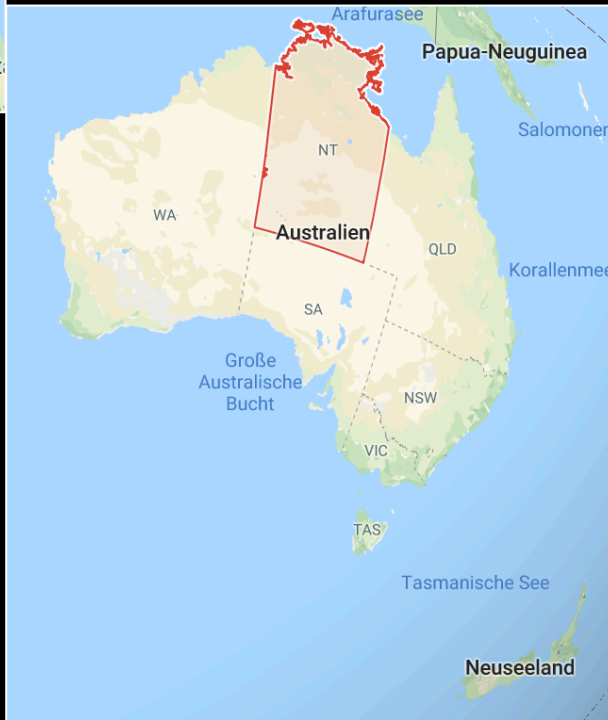 Arafurasee
Papua-Neuguinea
Salomonen
NT
WA
Australien
QLD
Korallenmee
SA
Große
Australische
Bucht
NSW
VIC
TAS
Tasmanische See
Neuseeland